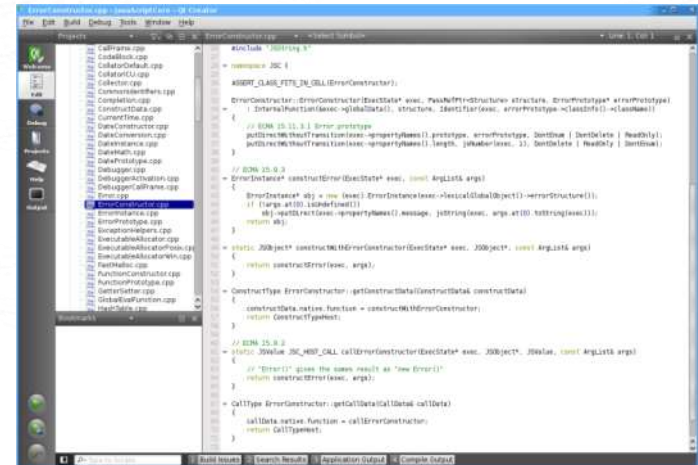 ErrorConstructor.cpp - JavaScriptCore - Qt Creator
File Edit Build Debug Tools Window Help
Projects
ErrorConstructor.cpp
<Select Symbol>
Line: 1, Col: 1
Welcome
Edit
Debug
Projects
Help
Output
CallFrame.cpp
CodeBlock.cpp
CollatorDefault.cpp
CollatorICU.cpp
Collector.cpp
CommonIdentifiers.cpp
Completion.cpp
ConstructData.cpp
CurrentTime.cpp
DateConstructor.cpp
DateConversion.cpp
DateInstance.cpp
DateMath.cpp
DatePrototype.cpp
Debugger.cpp
DebuggerActivation.cpp
DebuggerCallFrame.cpp
Error.cpp
ErrorConstructor.cpp
ErrorInstance.cpp
ErrorPrototype.cpp
ExceptionHelpers.cpp
ExecutableAllocator.cpp
ExecutableAllocatorPosix.cpp
ExecutableAllocatorWin.cpp
FastMalloc.cpp
FunctionConstructor.cpp
FunctionPrototype.cpp
GetterSetter.cpp
GlobalEvalFunction.cpp
HashTable.cpp
Bookmarks
#include "JSString.h"
namespace JSC {
ASSERT_CLASS_FITS_IN_CELL(ErrorConstructor);
ErrorConstructor::ErrorConstructor(ExecState* exec, PassRefPtr<Structure> structure, ErrorPrototype* errorPrototype)
: InternalFunction(&exec->globalData(), structure, Identifier(exec, errorPrototype->classInfo()->className))
{
// ECMA 15.11.3.1 Error.prototype
putDirectWithoutTransition(exec->propertyNames().prototype, errorPrototype, DontEnum | DontDelete | ReadOnly);
putDirectWithoutTransition(exec->propertyNames().length, jsNumber(exec, 1), DontDelete | ReadOnly | DontEnum);
}
// ECMA 15.9.3
ErrorInstance* constructError(ExecState* exec, const ArgList& args)
{
ErrorInstance* obj = new (exec) ErrorInstance(exec->lexicalGlobalObject()->errorStructure());
if (!args.at(0).isUndefined())
obj->putDirect(exec->propertyNames().message, jsString(exec, args.at(0).toString(exec)));
return obj;
}
static JSObject* constructWithErrorConstructor(ExecState* exec, JSObject*, const ArgList& args)
{
return constructError(exec, args);
}
ConstructType ErrorConstructor::getConstructData(ConstructData& constructData)
{
constructData.native.function = constructWithErrorConstructor;
return ConstructTypeHost;
}
// ECMA 15.9.2
static JSValue JSC_HOST_CALL callErrorConstructor(ExecState* exec, JSObject*, JSValue, const ArgList& args)
{
// "Error()" gives the sames result as "new Error()"
return constructError(exec, args);
}
CallType ErrorConstructor::getCallData(CallData& callData)
{
callData.native.function = callErrorConstructor;
return CallTypeHost;
}
Type to locate
1 Build Issues 2 Search Results 3 Application Output 4 Compile Output